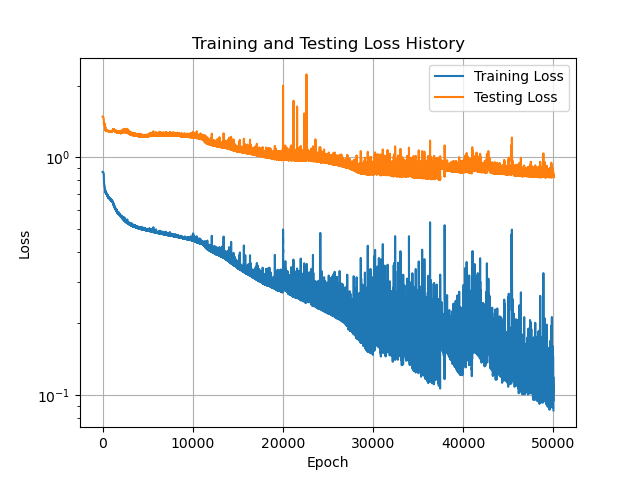 Training and Testing Loss History
Training Loss
Testing Loss
10⁰
10⁻¹
Loss
0 10000 20000 30000 40000 50000
Epoch